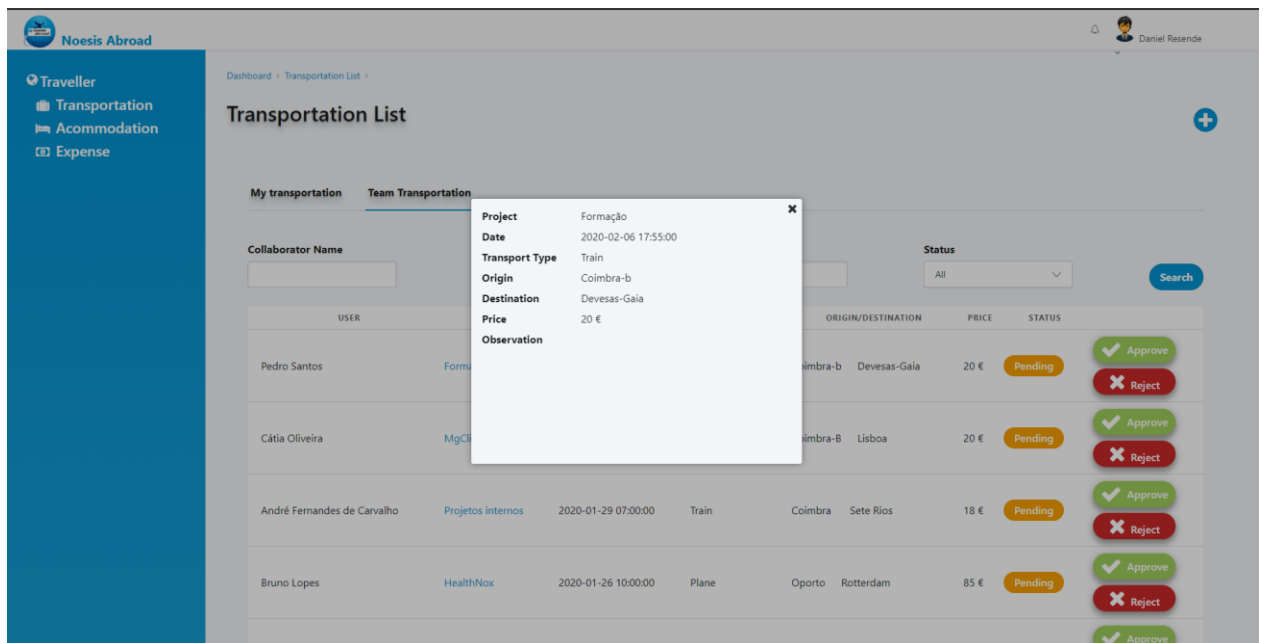 Noesis Abroad
Daniel Resende
Traveller
Transportation
Acommodation
Expense
Dashboard > Transportation List >
Transportation List
My transportation Team Transportation
Project Formação
Date 2020-02-06 17:55:00
Transport Type Train
Origin Coimbra-b
Destination Devesas-Gaia
Price 20 €
Observation
Collaborator Name Status
All Search
USER ORIGIN/DESTINATION PRICE STATUS
Pedro Santos Forma imbra-b Devesas-Gaia 20 € Pending Approve
Reject
Cátia Oliveira MgCli imbra-B Lisboa 20 € Pending Approve
Reject
André Fernandes de Carvalho Projetos internos 2020-01-29 07:00:00 Train Coimbra Sete Rios 18 € Pending Approve
Reject
Bruno Lopes HealthNox 2020-01-26 10:00:00 Plane Oporto Rotterdam 85 € Pending Approve
Reject
Approve